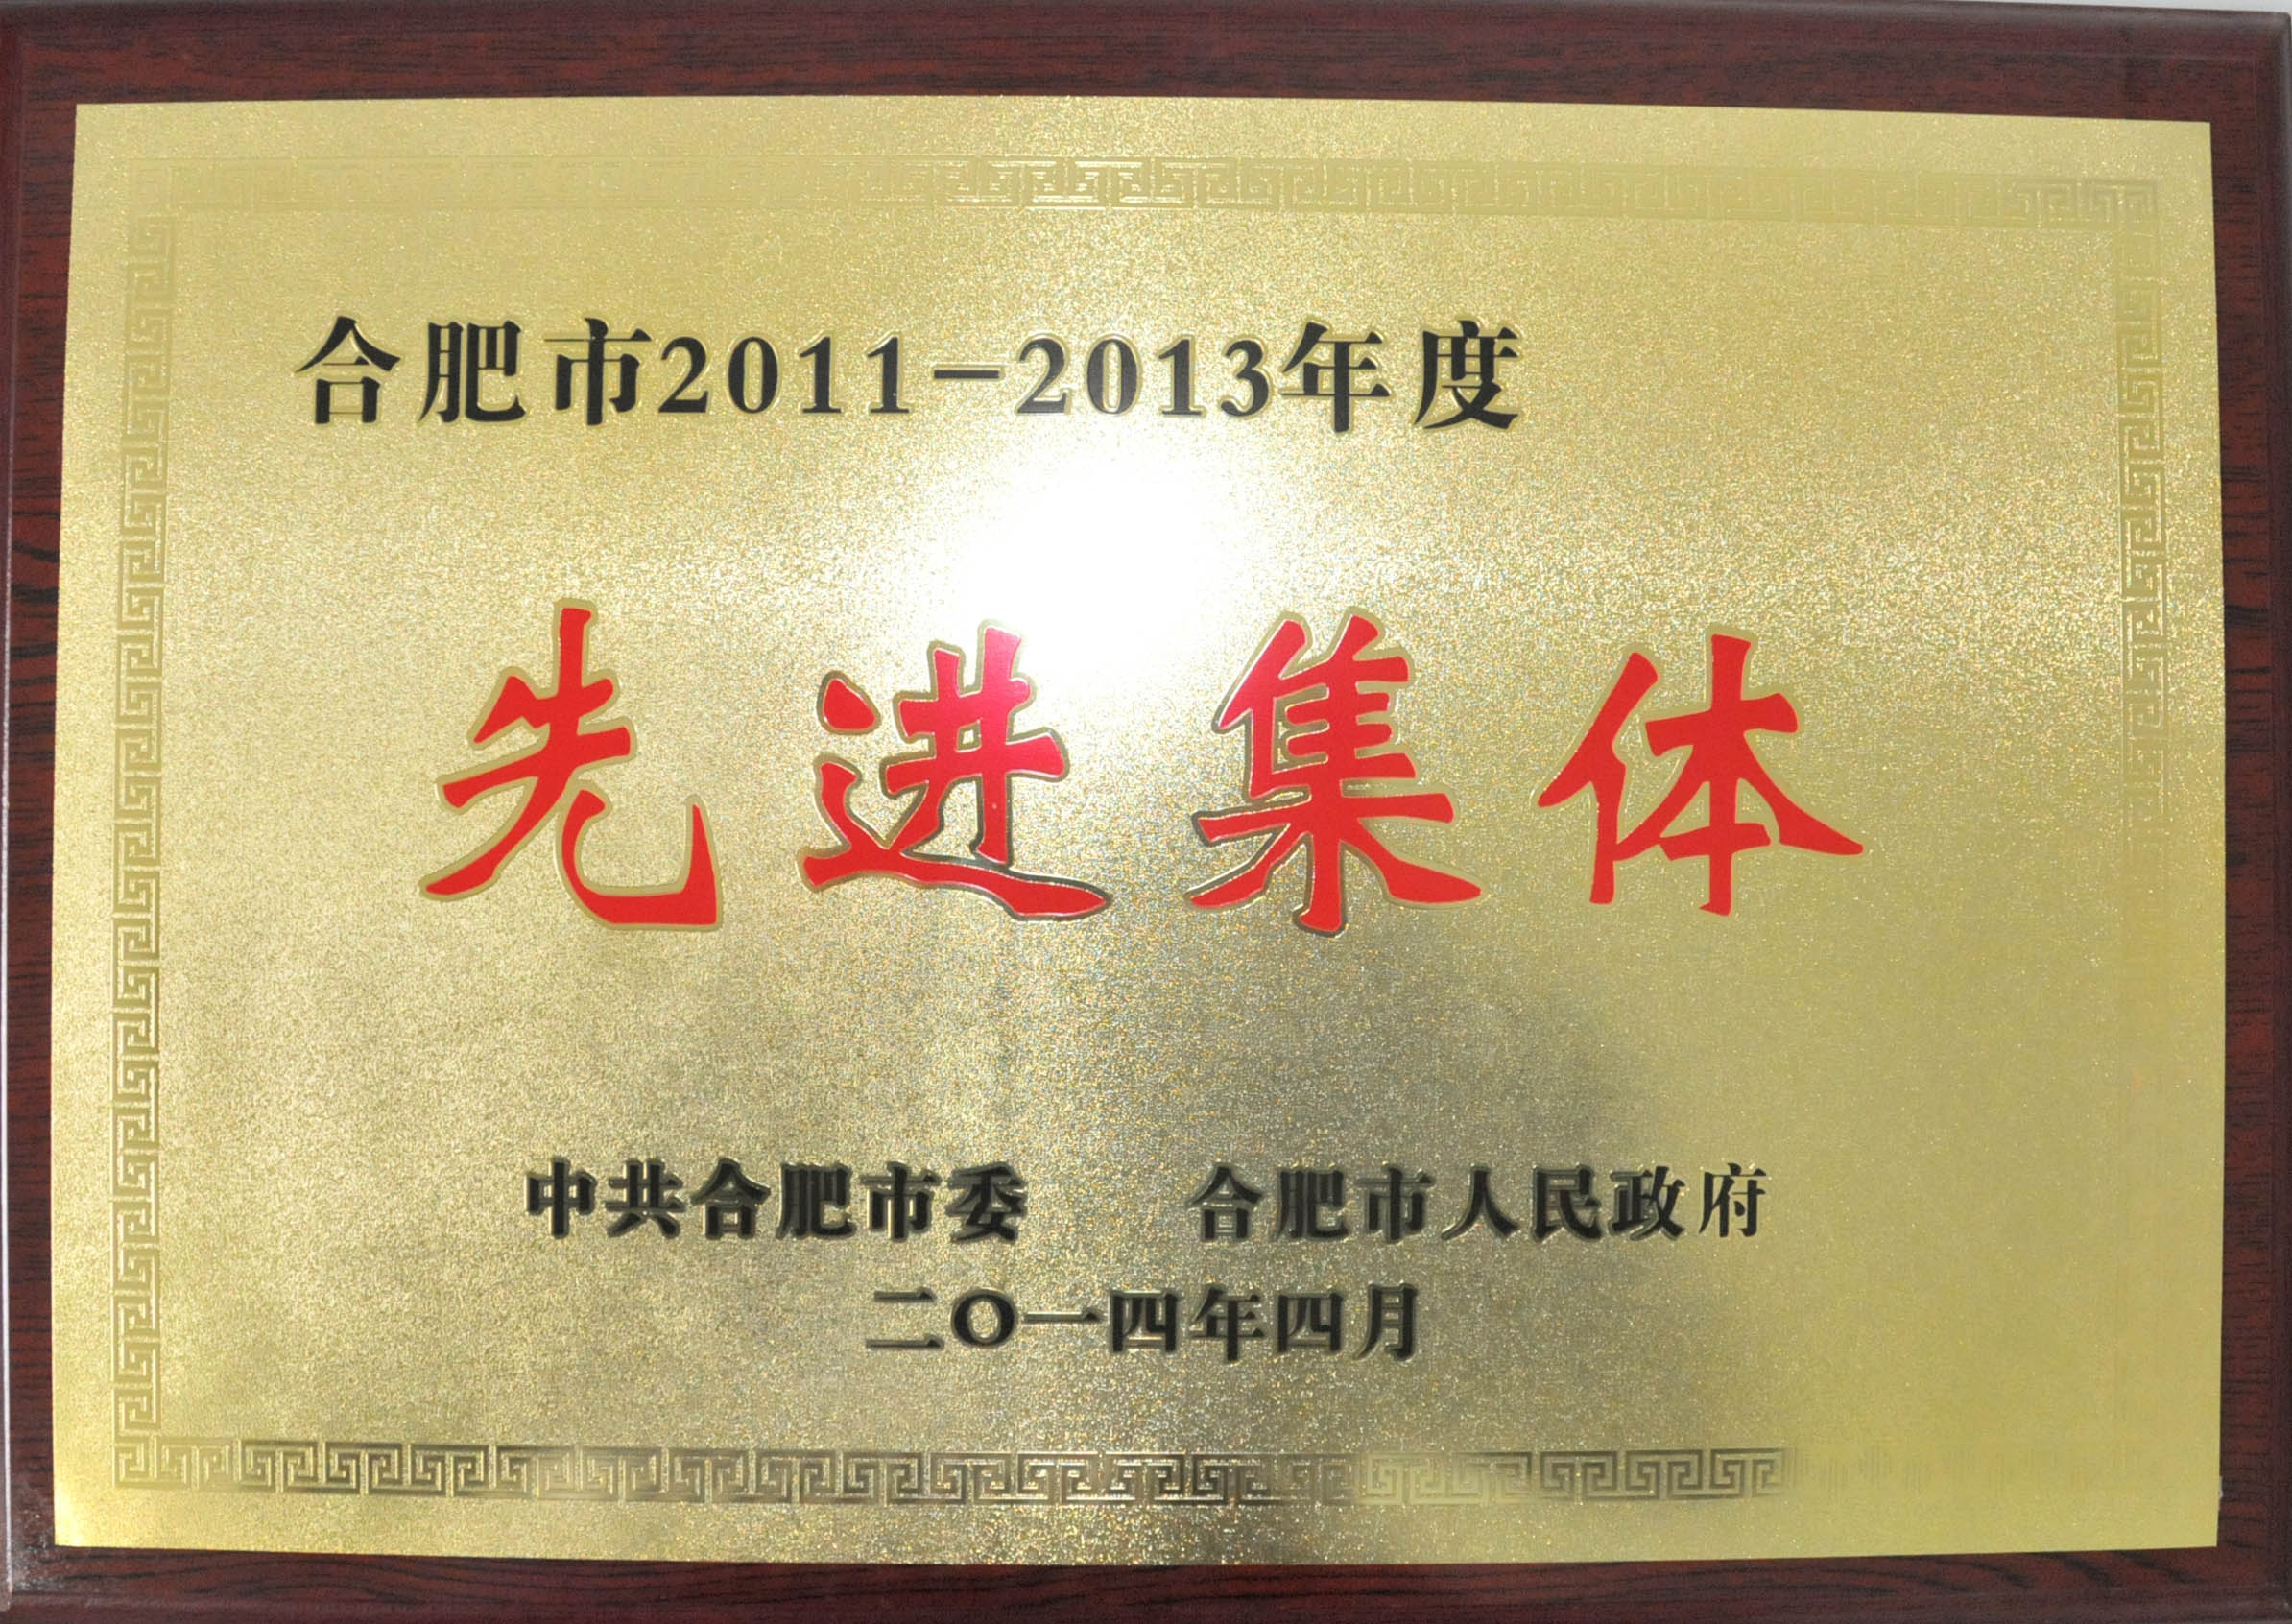 合肥市2011-2013年度
先进集体
中共合肥市委 合肥市人民政府
二〇一四年四月